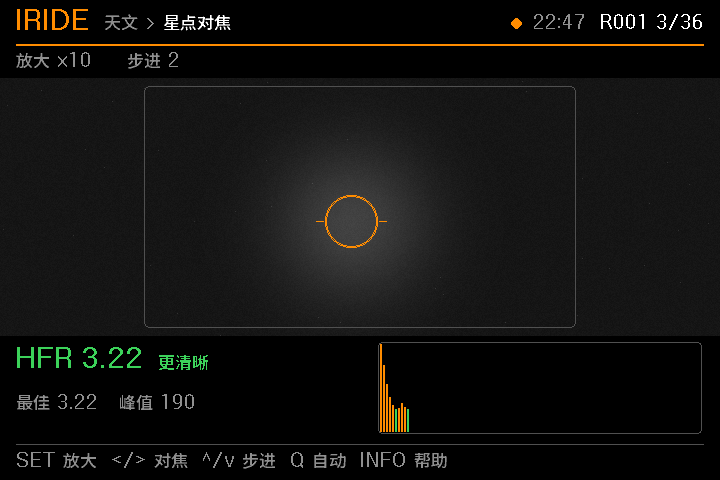 IRIDE 天文 > 星点对焦 ◆ 22:47 R001 3/36
放大 x10 步进 2
HFR 3.22 更清晰
最佳 3.22 峰值 190
SET 放大 </> 对焦 ^/v 步进 Q 自动 INFO 帮助